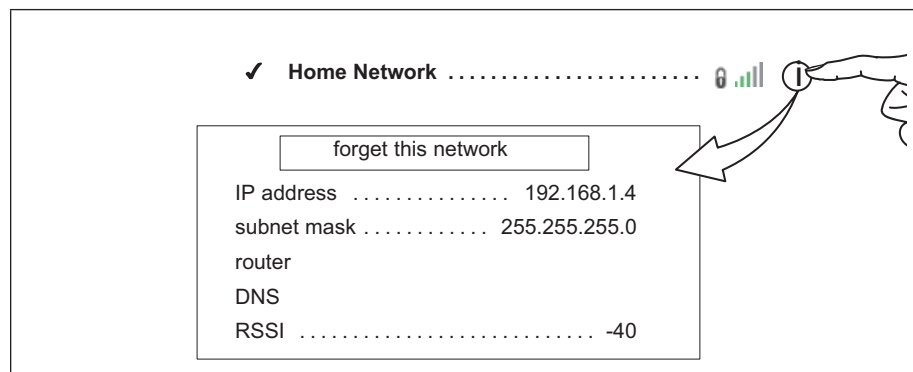 ✓ Home Network ........................ I
forget this network
IP address ............... 192.168.1.4
subnet mask ............ 255.255.255.0
router
DNS
RSSI ............................ -40